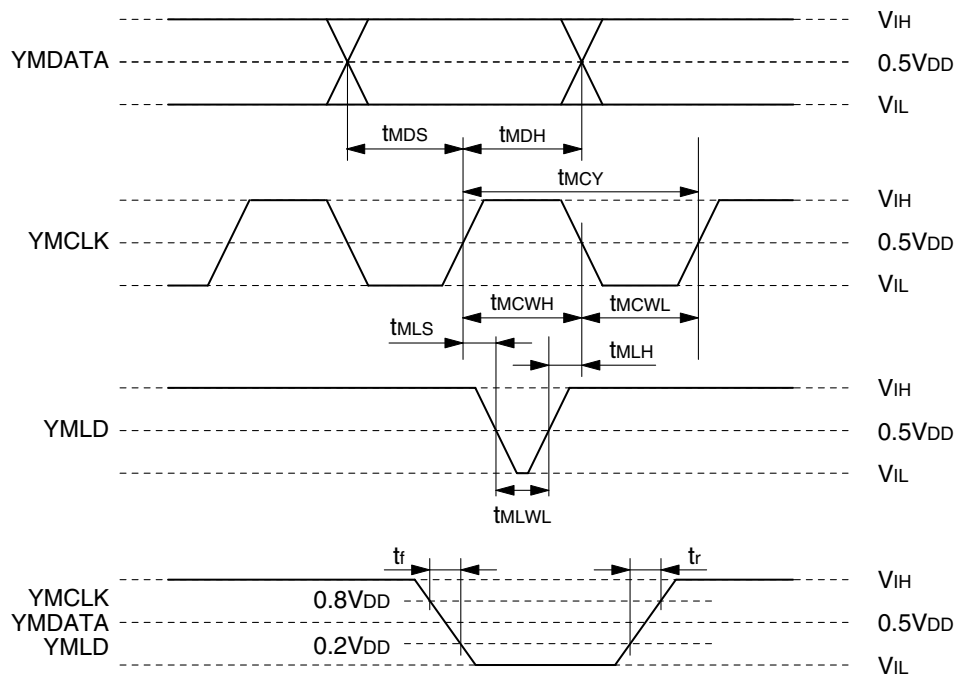 VIH
YMDATA 0.5VDD
VIL
tMDS tMDH
tMCY
VIH
YMCLK 0.5VDD
VIL
tMCWH tMCWL
tMLS
tMLH
VIH
YMLD 0.5VDD
VIL
tMLWL
tf tr
VIH
YMCLK 0.8VDD
YMDATA 0.5VDD
YMLD 0.2VDD
VIL